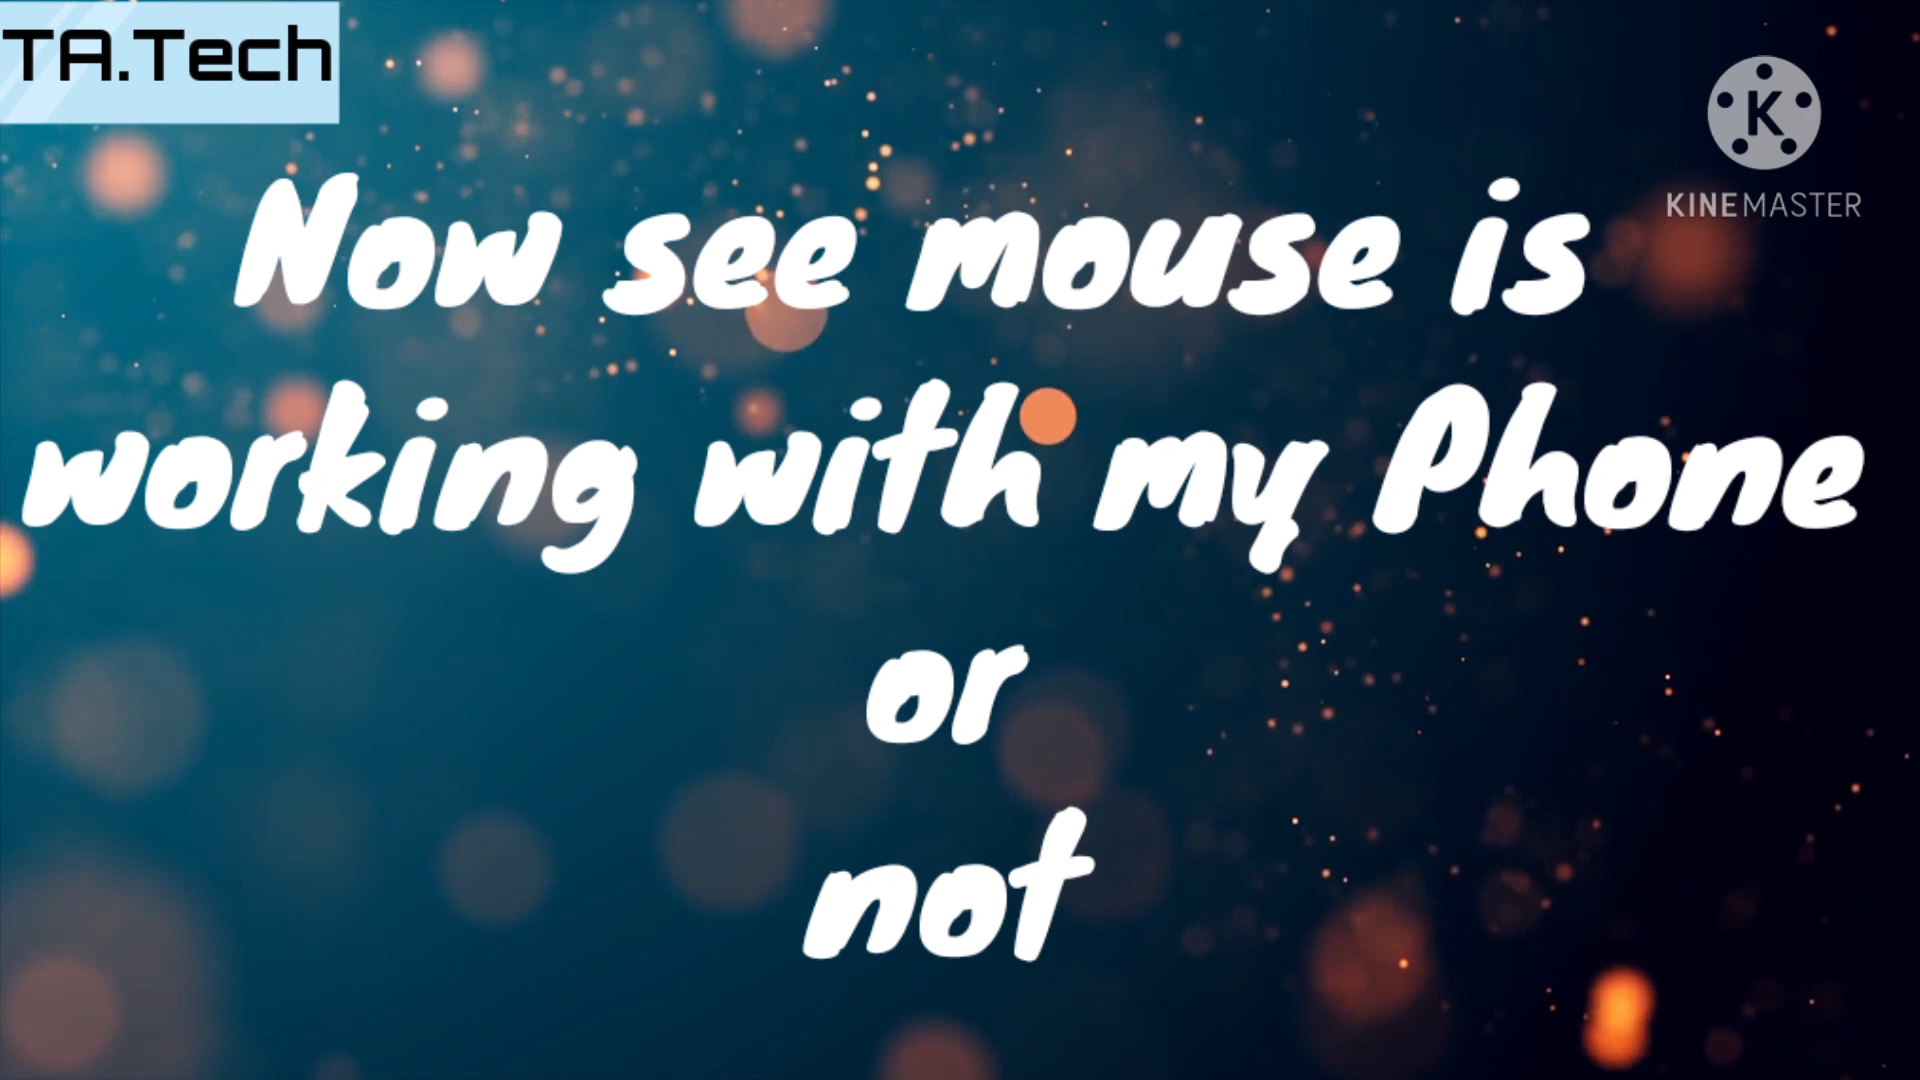 TA.Tech
KINEMASTER
Now see mouse is
working with my Phone
or
not